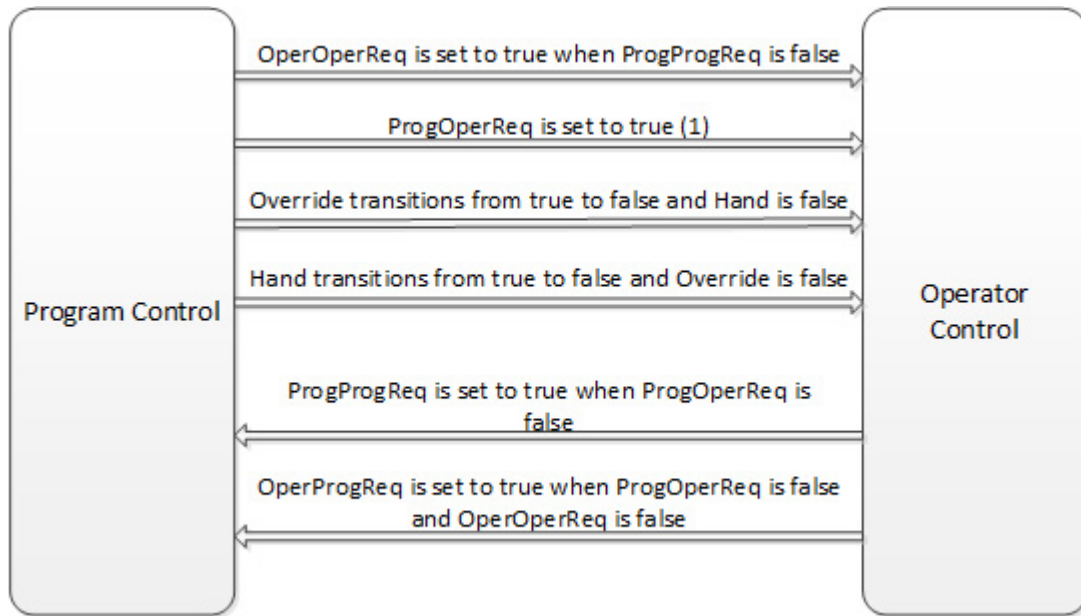 OperOperReq is set to true when ProgProgReq is false
ProgOperReq is set to true (1)
Override transitions from true to false and Hand is false
Hand transitions from true to false and Override is false
Program Control
Operator
Control
ProgProgReq is set to true when ProgOperReq is
false
OperProgReq is set to true when ProgOperReq is false
and OperOperReq is false